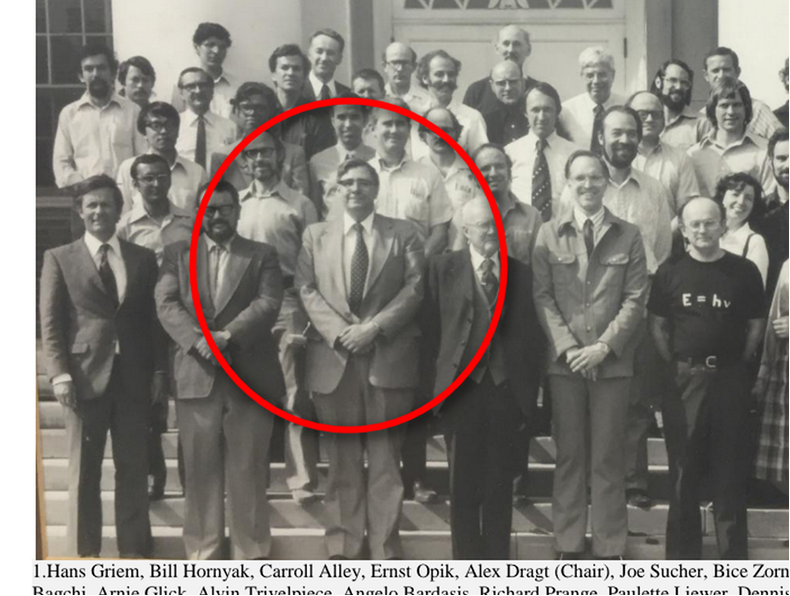 E = hν
1.Hans Griem, Bill Hornyak, Carroll Alley, Ernst Opik, Alex Dragt (Chair), Joe Sucher, Bice Zorn
Bagchi, Arnie Glick, Alvin Trivelpiece, Angelo Bardasis, Richard Prange, Paulette Liewer, Dennis